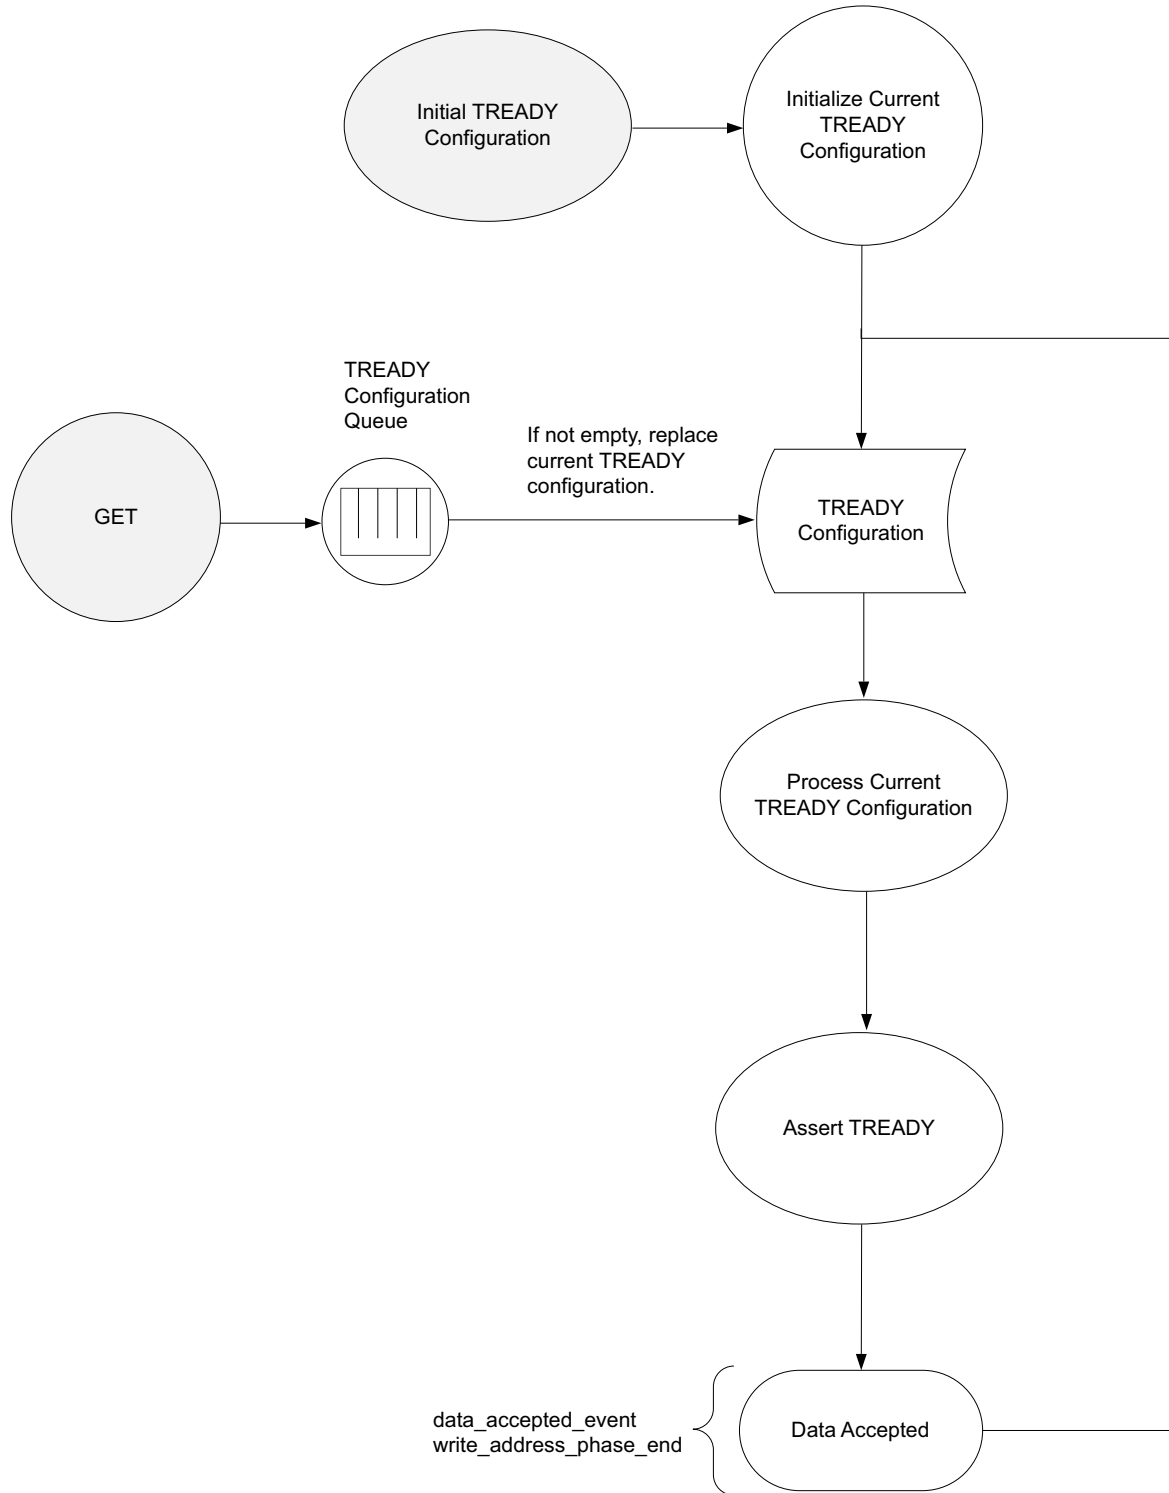 Initial TREADY
Configuration
Initialize Current
TREADY
Configuration
TREADY
Configuration
Queue
If not empty, replace
current TREADY
configuration.
GET
TREADY
Configuration
Process Current
TREADY Configuration
Assert TREADY
data_accepted_event
write_address_phase_end
Data Accepted